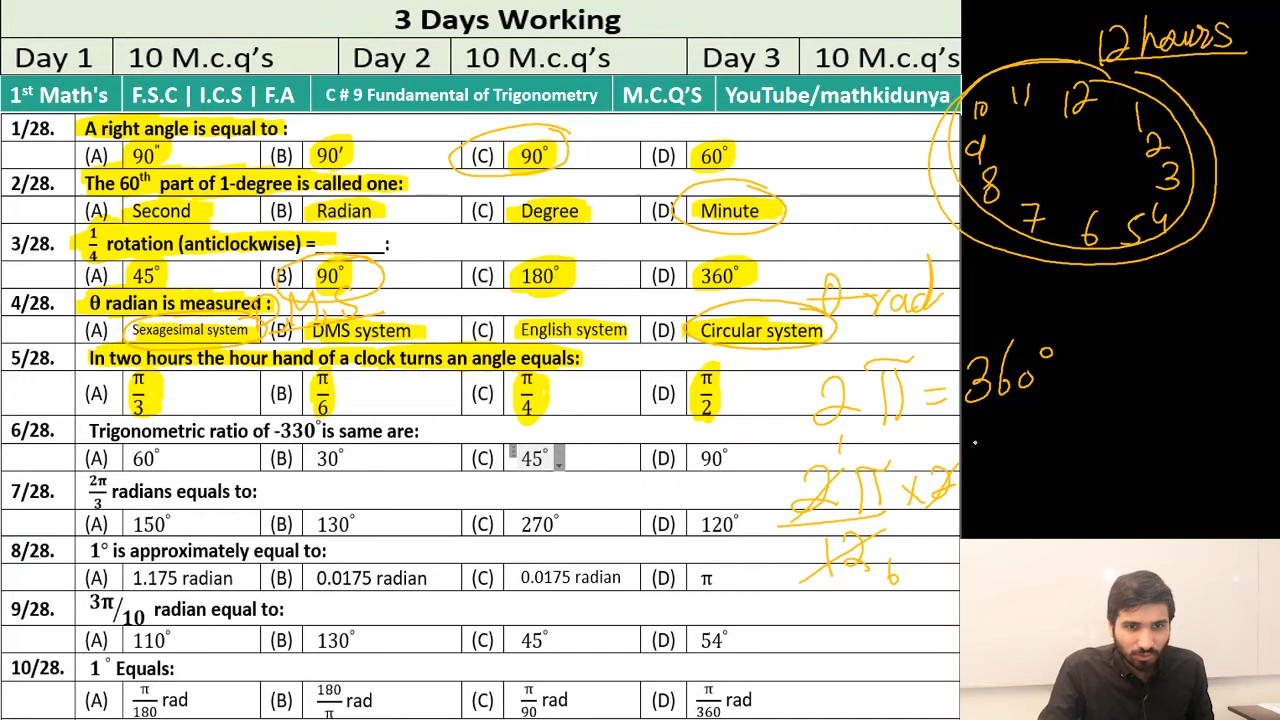 3 Days Working
Day 1 10 M.c.q's Day 2 10 M.c.q's Day 3 10 M.c.q's
1st Math's F.S.C | I.C.S | F.A C # 9 Fundamental of Trigonometry M.C.Q'S YouTube/mathkidunya
1/28. A right angle is equal to :
(A) 90″ (B) 90′ (C) 90° (D) 60°
2/28. The 60th part of 1-degree is called one:
(A) Second (B) Radian (C) Degree (D) Minute
3/28. 1/4 rotation (anticlockwise) = _____:
(A) 45° (B) 90° (C) 180° (D) 360°
4/28. θ radian is measured :
(A) Sexagesimal system (B) DMS system (C) English system (D) Circular system
5/28. In two hours the hour hand of a clock turns an angle equals:
(A) π/3 (B) π/6 (C) π/4 (D) π/2
6/28. Trigonometric ratio of -330° is same are:
(A) 60° (B) 30° (C) 45° (D) 90°
7/28. 2π/3 radians equals to:
(A) 150° (B) 130° (C) 270° (D) 120°
8/28. 1° is approximately equal to:
(A) 1.175 radian (B) 0.0175 radian (C) 0.0175 radian (D) π
9/28. 3π/10 radian equal to:
(A) 110° (B) 130° (C) 45° (D) 54°
10/28. 1° Equals:
(A) π/180 rad (B) 180/π rad (C) π/90 rad (D) π/360 rad
12 hours
12
1
2
3
4
5
6
7
8
9
10
11
D.M.S
θ rad
2π = 360°
1
2π × 2
12 6